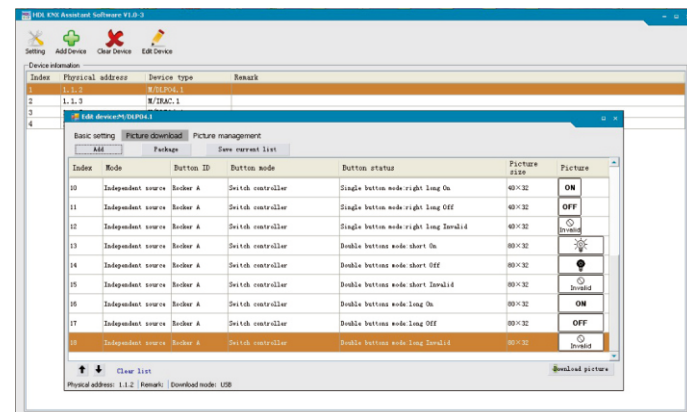 HDL KNX Assistant Software V1.0-3
Setting Add Device Clear Device Edit Device
Device information
Index Physical address Device type Remark
1 1.1.2 M/DLP04.1
2 1.1.3 M/IRAC.1
3
4
Edit device:M/DLP04.1
Basic setting Picture download Picture management
Add Package Save current list
Index Mode Button ID Button mode Button status Picture size Picture
10 Independent source Rocker A Switch controller Single button mode:right long On 40×32 ON
11 Independent source Rocker A Switch controller Single button mode:right long Off 40×32 OFF
12 Independent source Rocker A Switch controller Single button mode:right long Invalid 40×32 Invalid
13 Independent source Rocker A Switch controller Double buttons mode:short On 80×32
14 Independent source Rocker A Switch controller Double buttons mode:short Off 80×32
15 Independent source Rocker A Switch controller Double buttons mode:short Invalid 80×32 Invalid
16 Independent source Rocker A Switch controller Double buttons mode:long On 80×32 ON
17 Independent source Rocker A Switch controller Double buttons mode:long Off 80×32 OFF
18 Independent source Rocker A Switch controller Double buttons mode:long Invalid 80×32 Invalid
Clear list Download picture
Physical address: 1.1.2 Remark: Download mode: USB